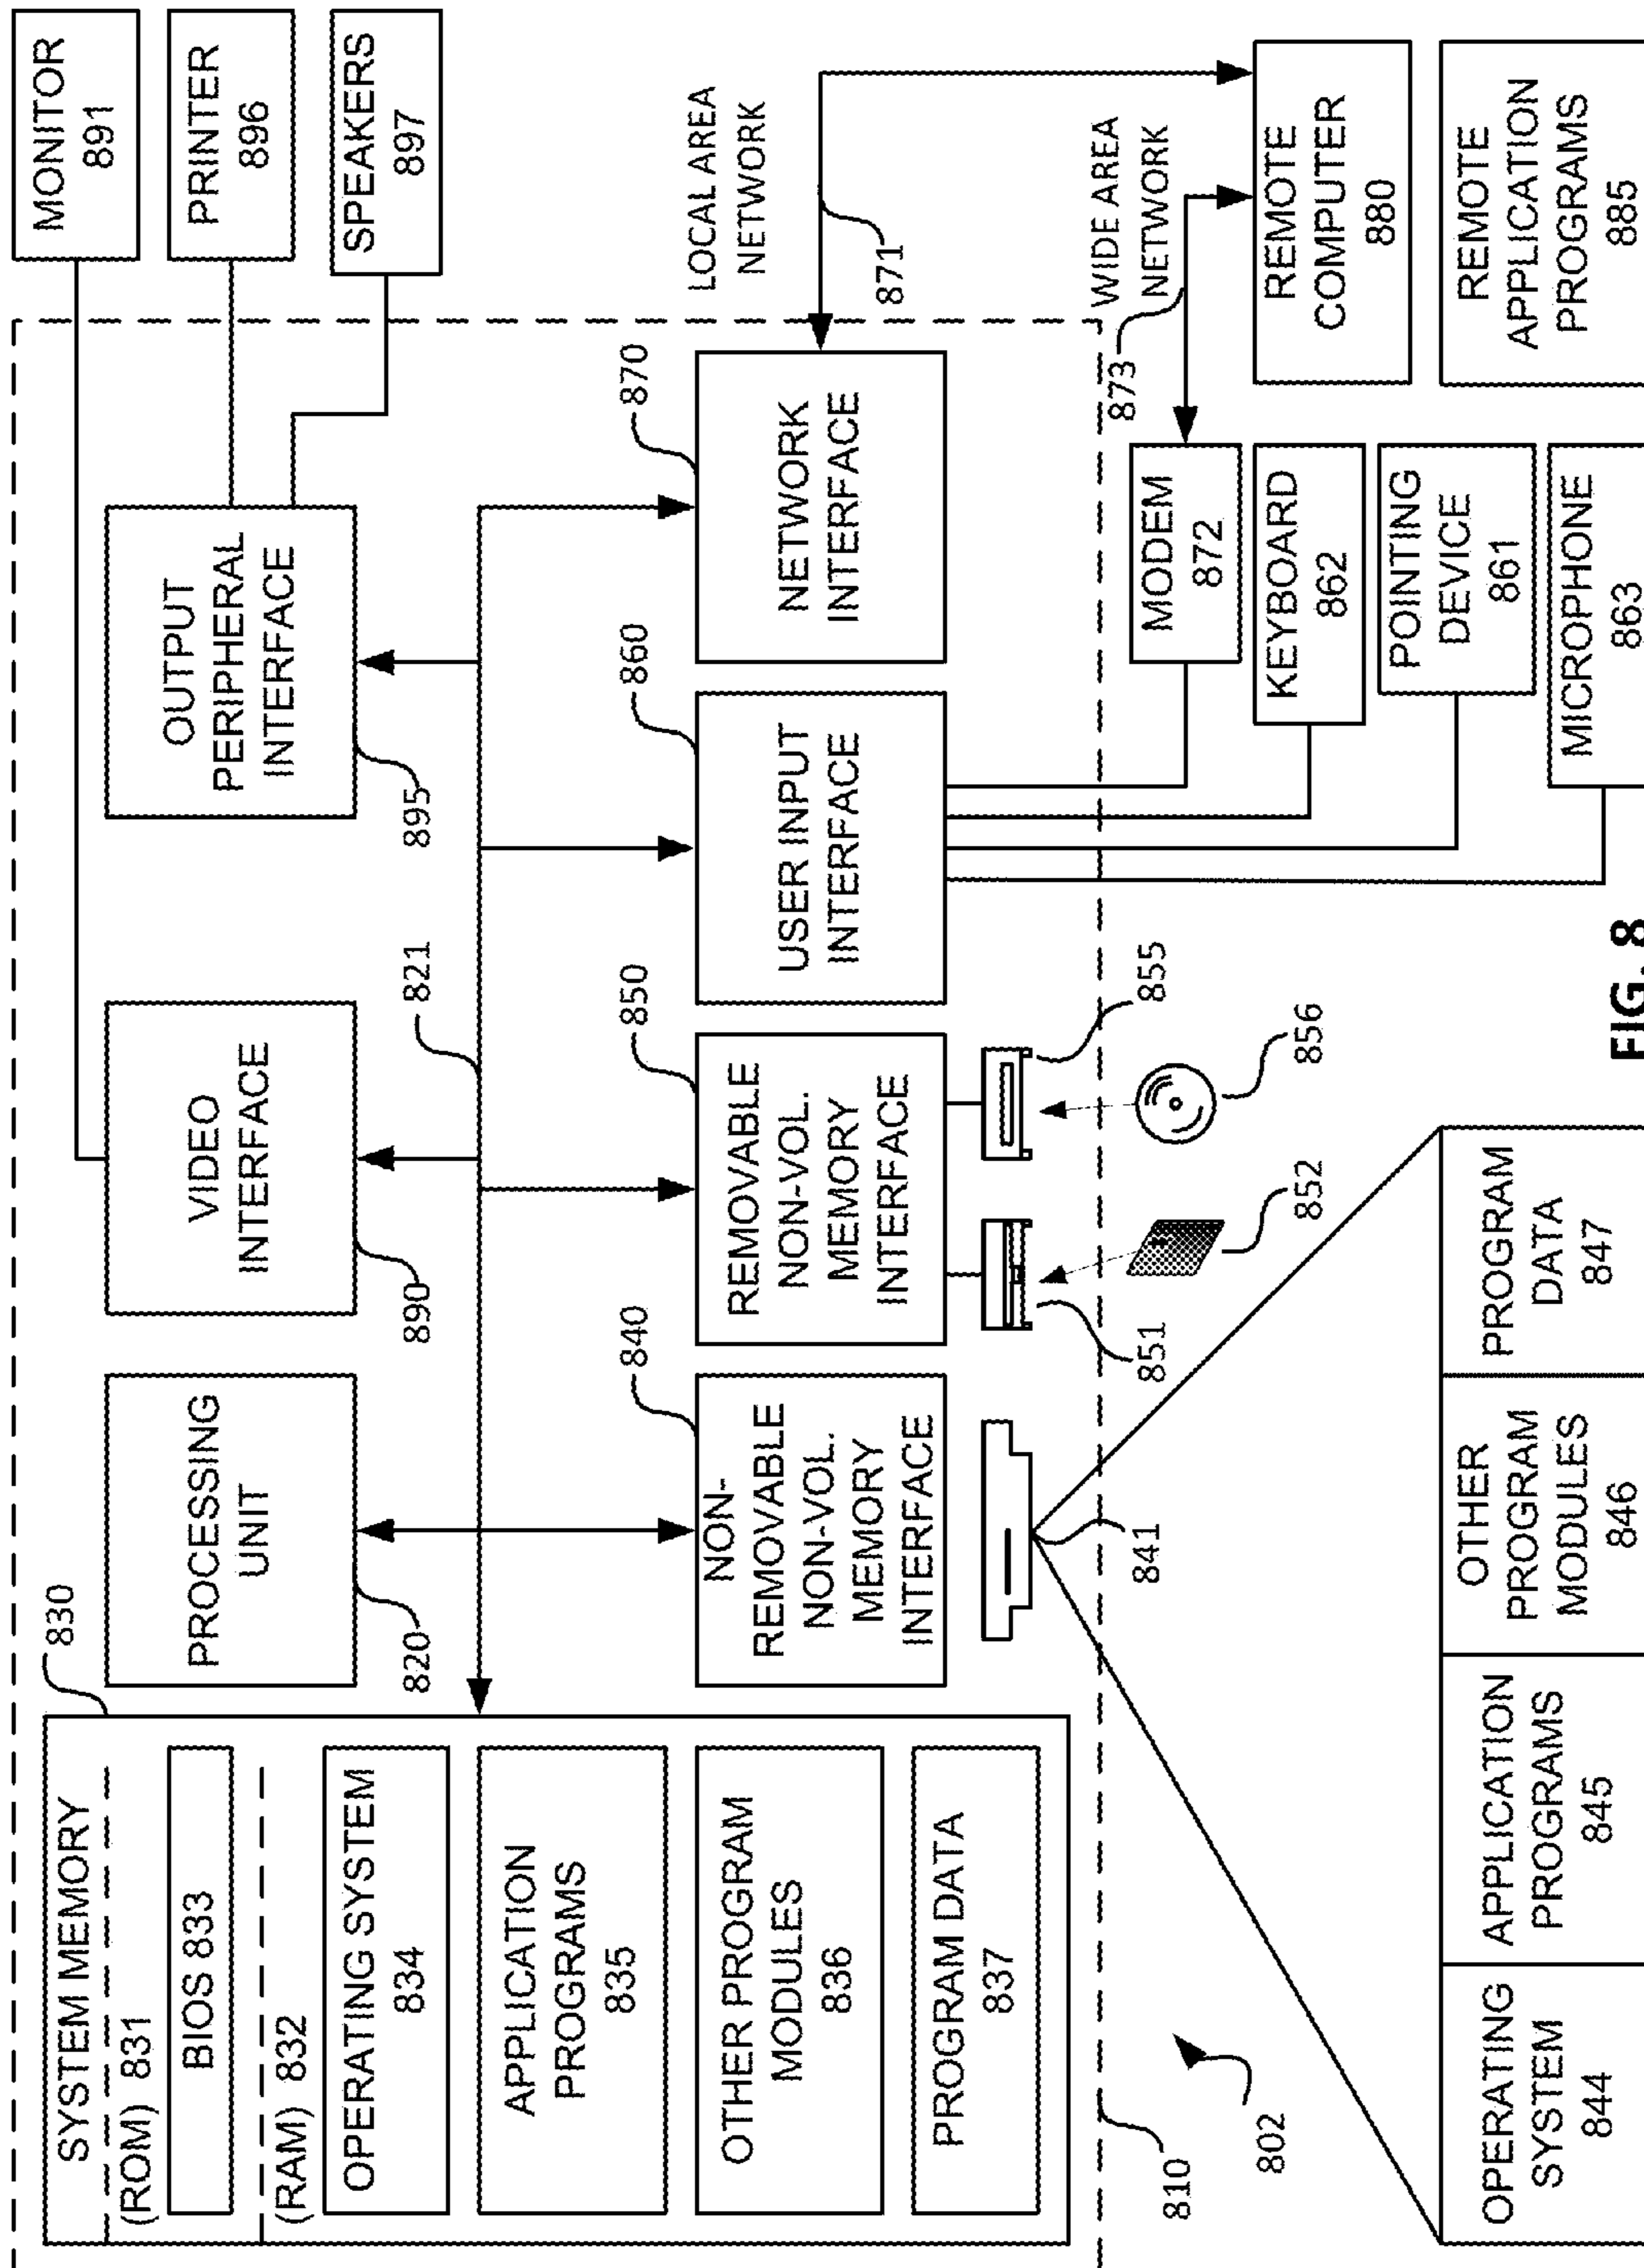 SYSTEM MEMORY
(ROM) 831
BIOS 833
(RAM) 832
OPERATING SYSTEM
834
APPLICATION
PROGRAMS
835
OTHER PROGRAM
MODULES
836
PROGRAM DATA
837
830
PROCESSING
UNIT
820
VIDEO
INTERFACE
890
821
OUTPUT
PERIPHERAL
INTERFACE
895
MONITOR
891
PRINTER
896
SPEAKERS
897
NON-
REMOVABLE
NON-VOL.
MEMORY
INTERFACE
840
REMOVABLE
NON-VOL.
MEMORY
INTERFACE
850
USER INPUT
INTERFACE
860
NETWORK
INTERFACE
870
LOCAL AREA
NETWORK
871
WIDE AREA
NETWORK
873
841
851
852
855
856
810
802
MODEM
872
KEYBOARD
862
POINTING
DEVICE
861
MICROPHONE
863
REMOTE
COMPUTER
880
REMOTE
APPLICATION
PROGRAMS
885
OPERATING
SYSTEM
844
APPLICATION
PROGRAMS
845
OTHER
PROGRAM
MODULES
846
PROGRAM
DATA
847
FIG. 8